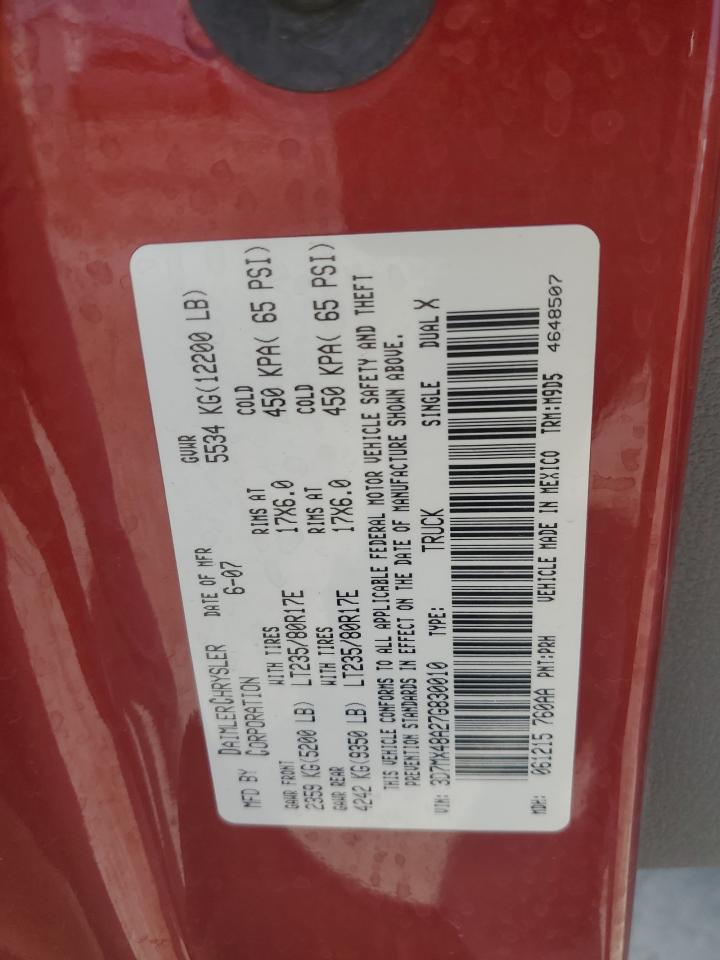 MFD BY DAIMLERCHRYSLER CORPORATION DATE OF MFR 6-07 GVWR 5534 KG(12200 LB)
GAWR FRONT WITH TIRES RIMS AT COLD
2359 KG(5200 LB) LT235/80R17E 17X6.0 450 KPA( 65 PSI)
GAWR REAR WITH TIRES RIMS AT COLD
4242 KG(9350 LB) LT235/80R17E 17X6.0 450 KPA( 65 PSI)
THIS VEHICLE CONFORMS TO ALL APPLICABLE FEDERAL MOTOR VEHICLE SAFETY AND THEFT
PREVENTION STANDARDS IN EFFECT ON THE DATE OF MANUFACTURE SHOWN ABOVE.
VIN: 3D7MX48A27G830010 TYPE: TRUCK SINGLE DUAL X
MDH: 061215 760AA PNT:PRH VEHICLE MADE IN MEXICO TRM:M9D5 4648507